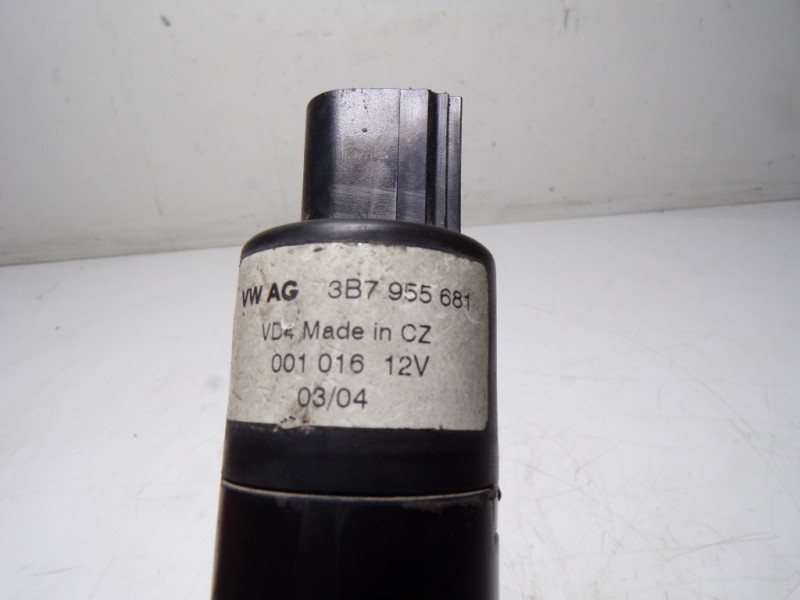 VW AG 3B7 955 681
VD4 Made in CZ
001 016 12V
03/04